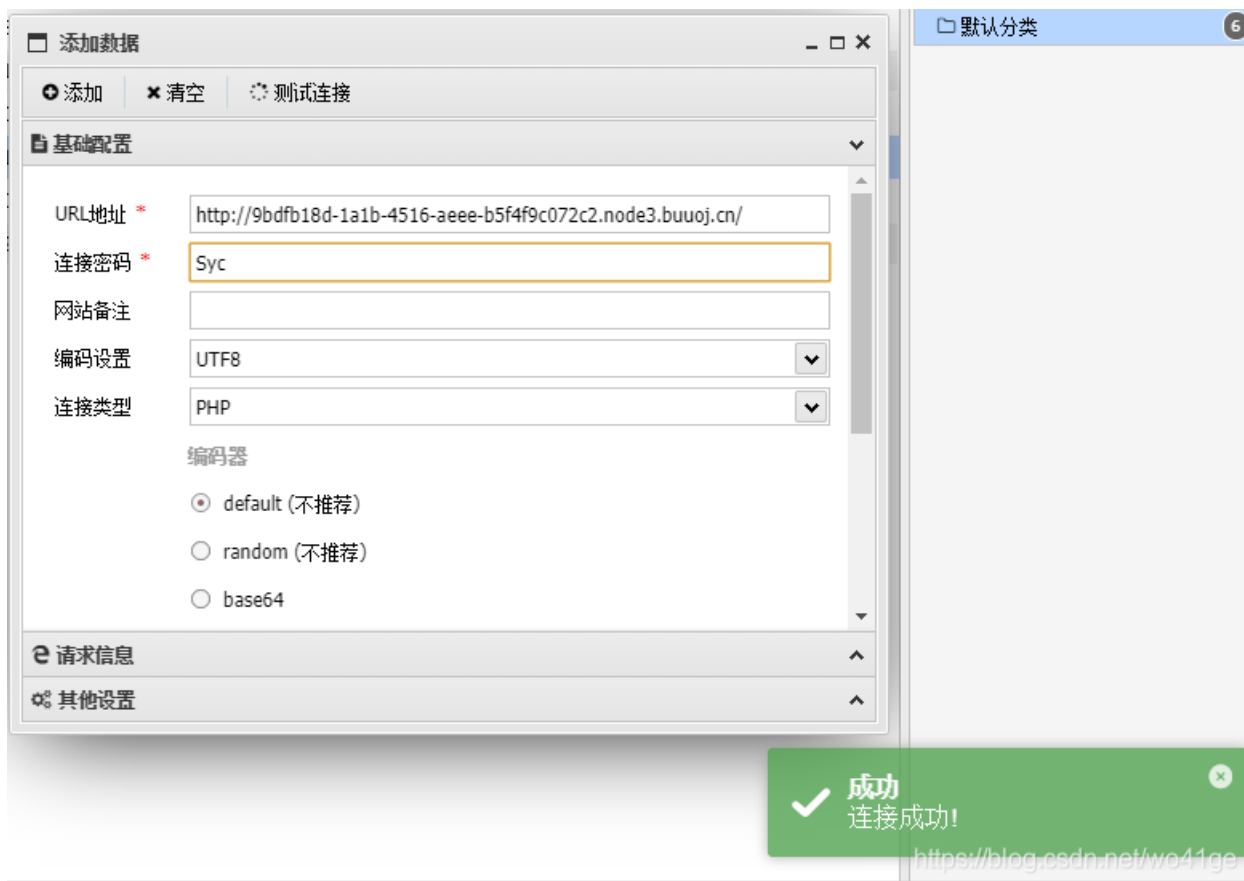 添加数据
默认分类 6
添加 清空 测试连接
基础配置
URL地址 * http://9bdfb18d-1a1b-4516-aeee-b5f4f9c072c2.node3.buuoj.cn/
连接密码 * Syc
网站备注
编码设置 UTF8
连接类型 PHP
编码器
default (不推荐)
random (不推荐)
base64
请求信息
其他设置
成功
连接成功!
https://blog.csdn.net/wo41ge